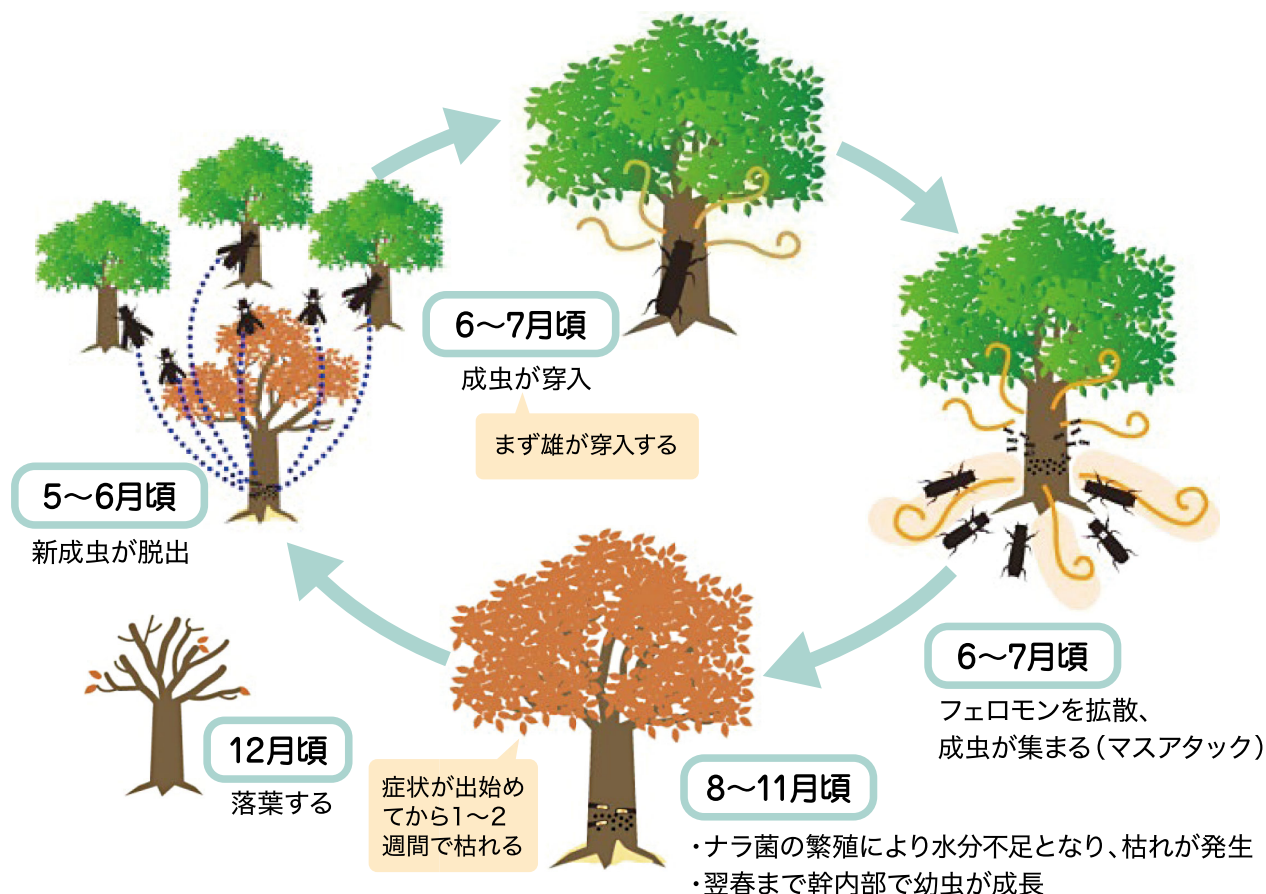 6～7月頃
成虫が穿入
まず雄が穿入する
5～6月頃
新成虫が脱出
6～7月頃
フェロモンを拡散、
成虫が集まる（マスアタック）
12月頃
落葉する
症状が出始め
てから1～2
週間で枯れる
8～11月頃
・ナラ菌の繁殖により水分不足となり、枯れが発生
・翌春まで幹内部で幼虫が成長